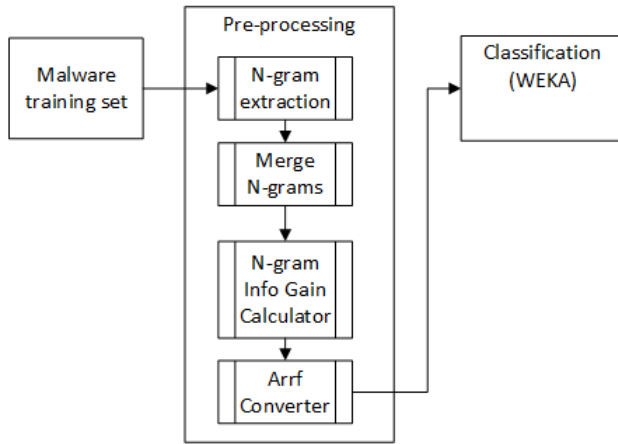 Malware
training set
Pre-processing
N-gram
extraction
Merge
N-grams
N-gram
Info Gain
Calculator
Arrf
Converter
Classification
(WEKA)